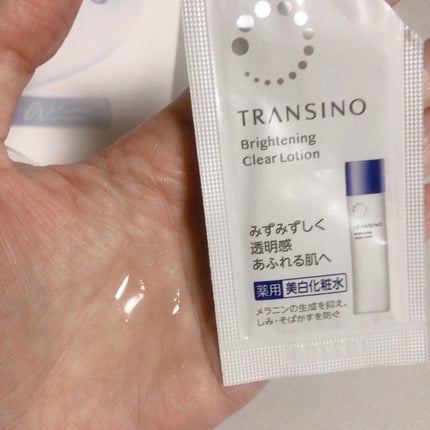 TRANSINO
Brightening
Clear Lotion
みずみずしく
透明感
あふれる肌へ
薬用 美白化粧水
メラニンの生成を抑え、
しみ・そばかすを防ぐ
TRANSINO